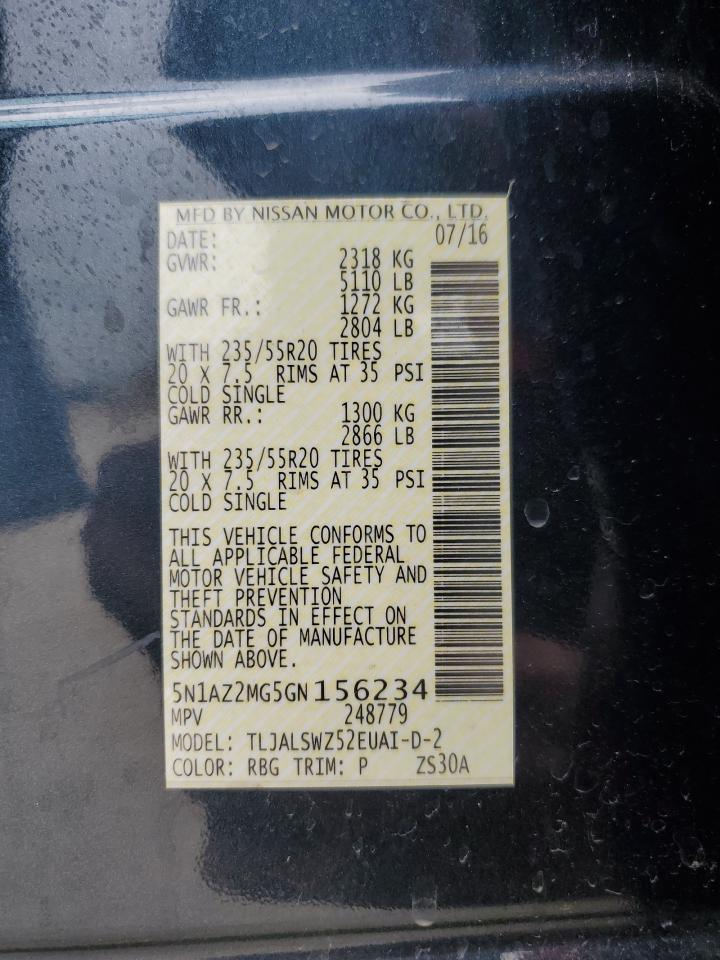 MFD BY NISSAN MOTOR CO., LTD.
DATE: 07/16
GVWR: 2318 KG
5110 LB
GAWR FR.: 1272 KG
2804 LB
WITH 235/55R20 TIRES
20 X 7.5 RIMS AT 35 PSI
COLD SINGLE
GAWR RR.: 1300 KG
2866 LB
WITH 235/55R20 TIRES
20 X 7.5 RIMS AT 35 PSI
COLD SINGLE
THIS VEHICLE CONFORMS TO
ALL APPLICABLE FEDERAL
MOTOR VEHICLE SAFETY AND
THEFT PREVENTION
STANDARDS IN EFFECT ON
THE DATE OF MANUFACTURE
SHOWN ABOVE.
5N1AZ2MG5GN156234
MPV 248779
MODEL: TLJALSWZ52EUAI-D-2
COLOR: RBG TRIM: P ZS30A